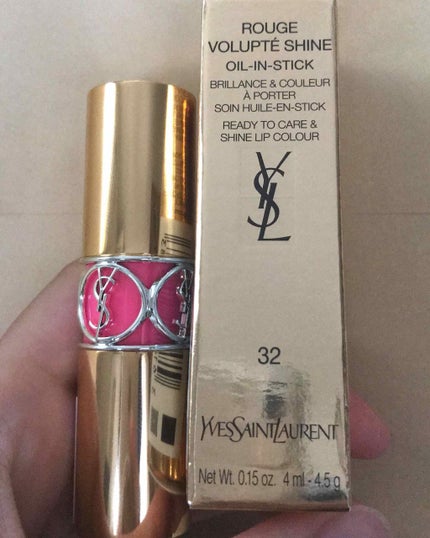 ROUGE
VOLUPTÉ SHINE
OIL-IN-STICK
BRILLANCE & COULEUR
À PORTER
SOIN HUILE-EN-STICK
READY TO CARE &
SHINE LIP COLOUR
YSL
YSL
32
YVESSAINTLAURENT
Net Wt. 0.15 oz. 4 ml - 4.5 g